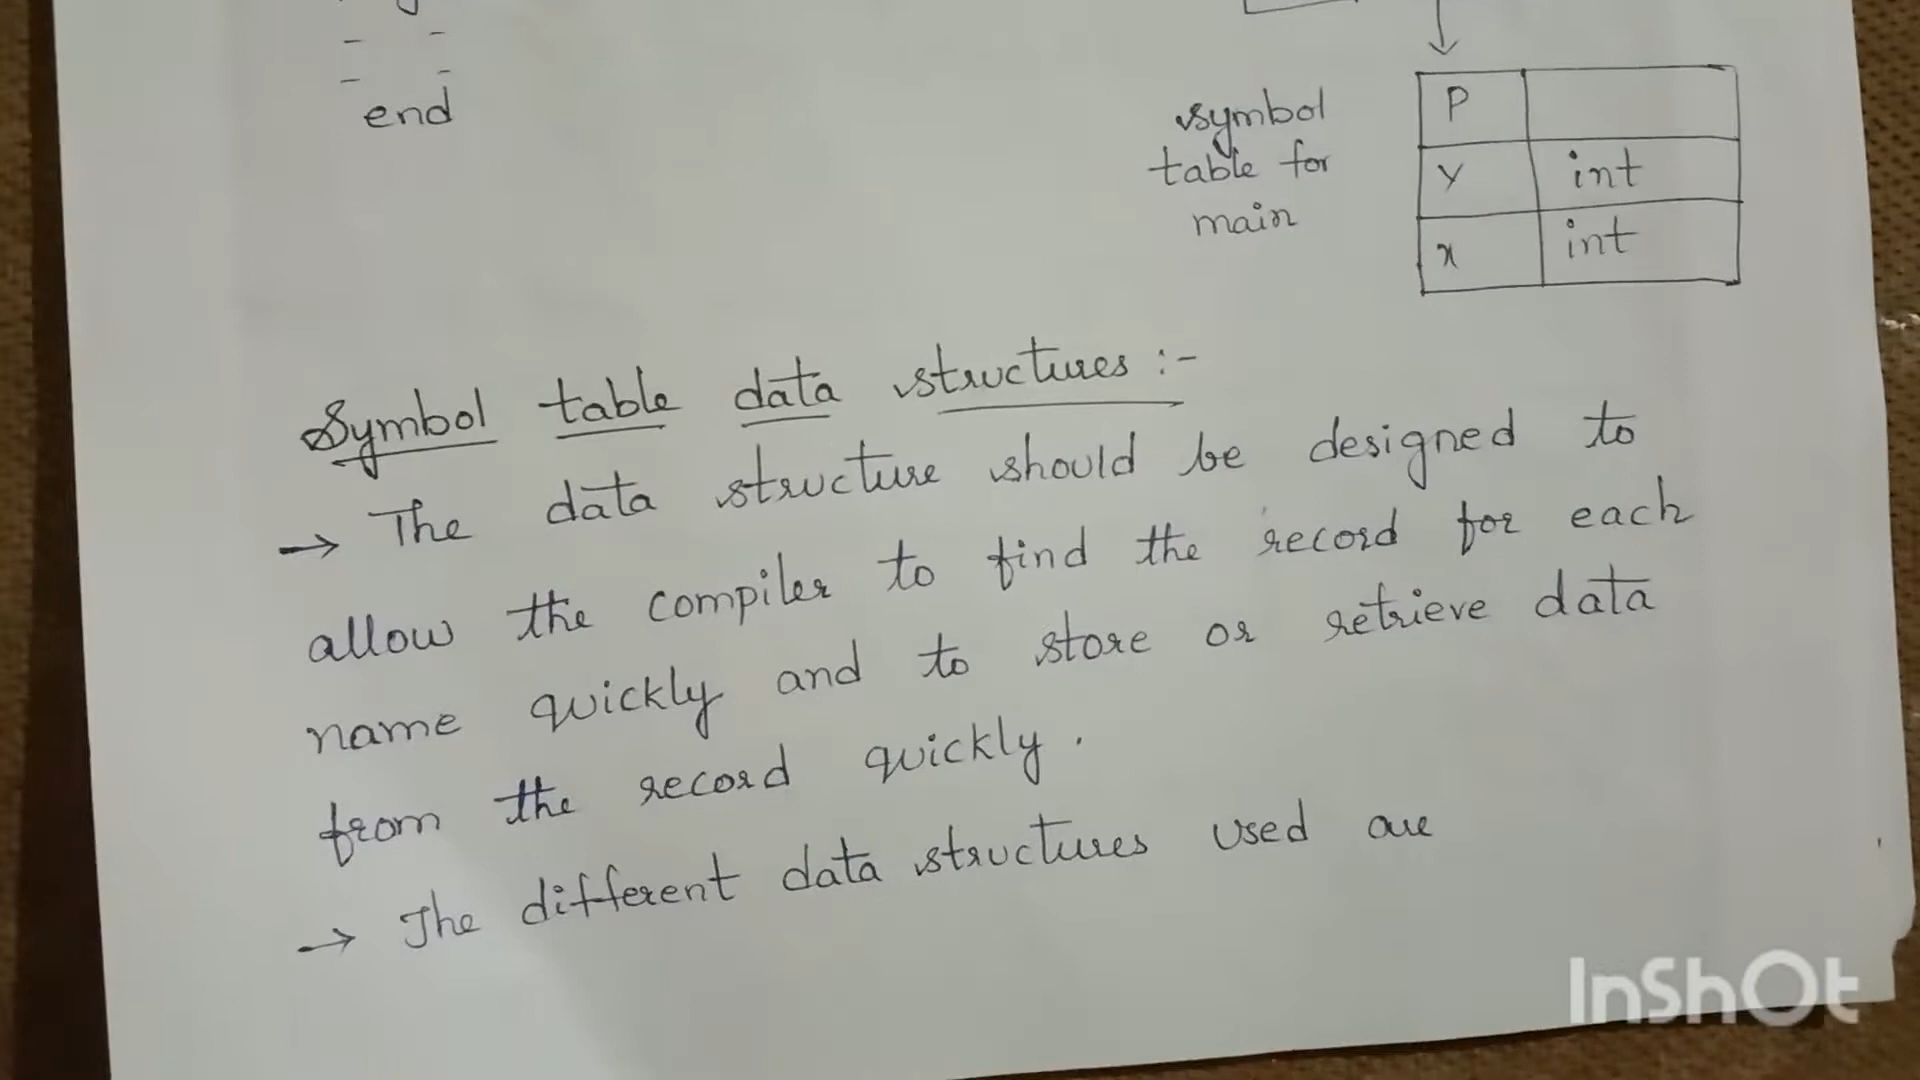 end
symbol
table for
main
P
Y int
x int
Symbol table data structures :-
→ The data structure should be designed to
allow the compiler to find the record for each
name quickly and to store or retrieve data
from the record quickly.
→ The different data structures used are
InShOt